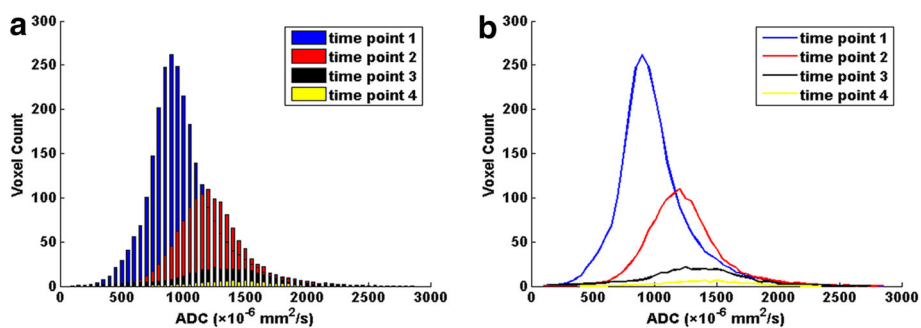 a
300
250
200
150
100
50
0
Voxel Count
time point 1
time point 2
time point 3
time point 4
0 500 1000 1500 2000 2500 3000
ADC (×10⁻⁶ mm²/s)
b
300
250
200
150
100
50
0
Voxel Count
time point 1
time point 2
time point 3
time point 4
0 500 1000 1500 2000 2500 3000
ADC (×10⁻⁶ mm²/s)